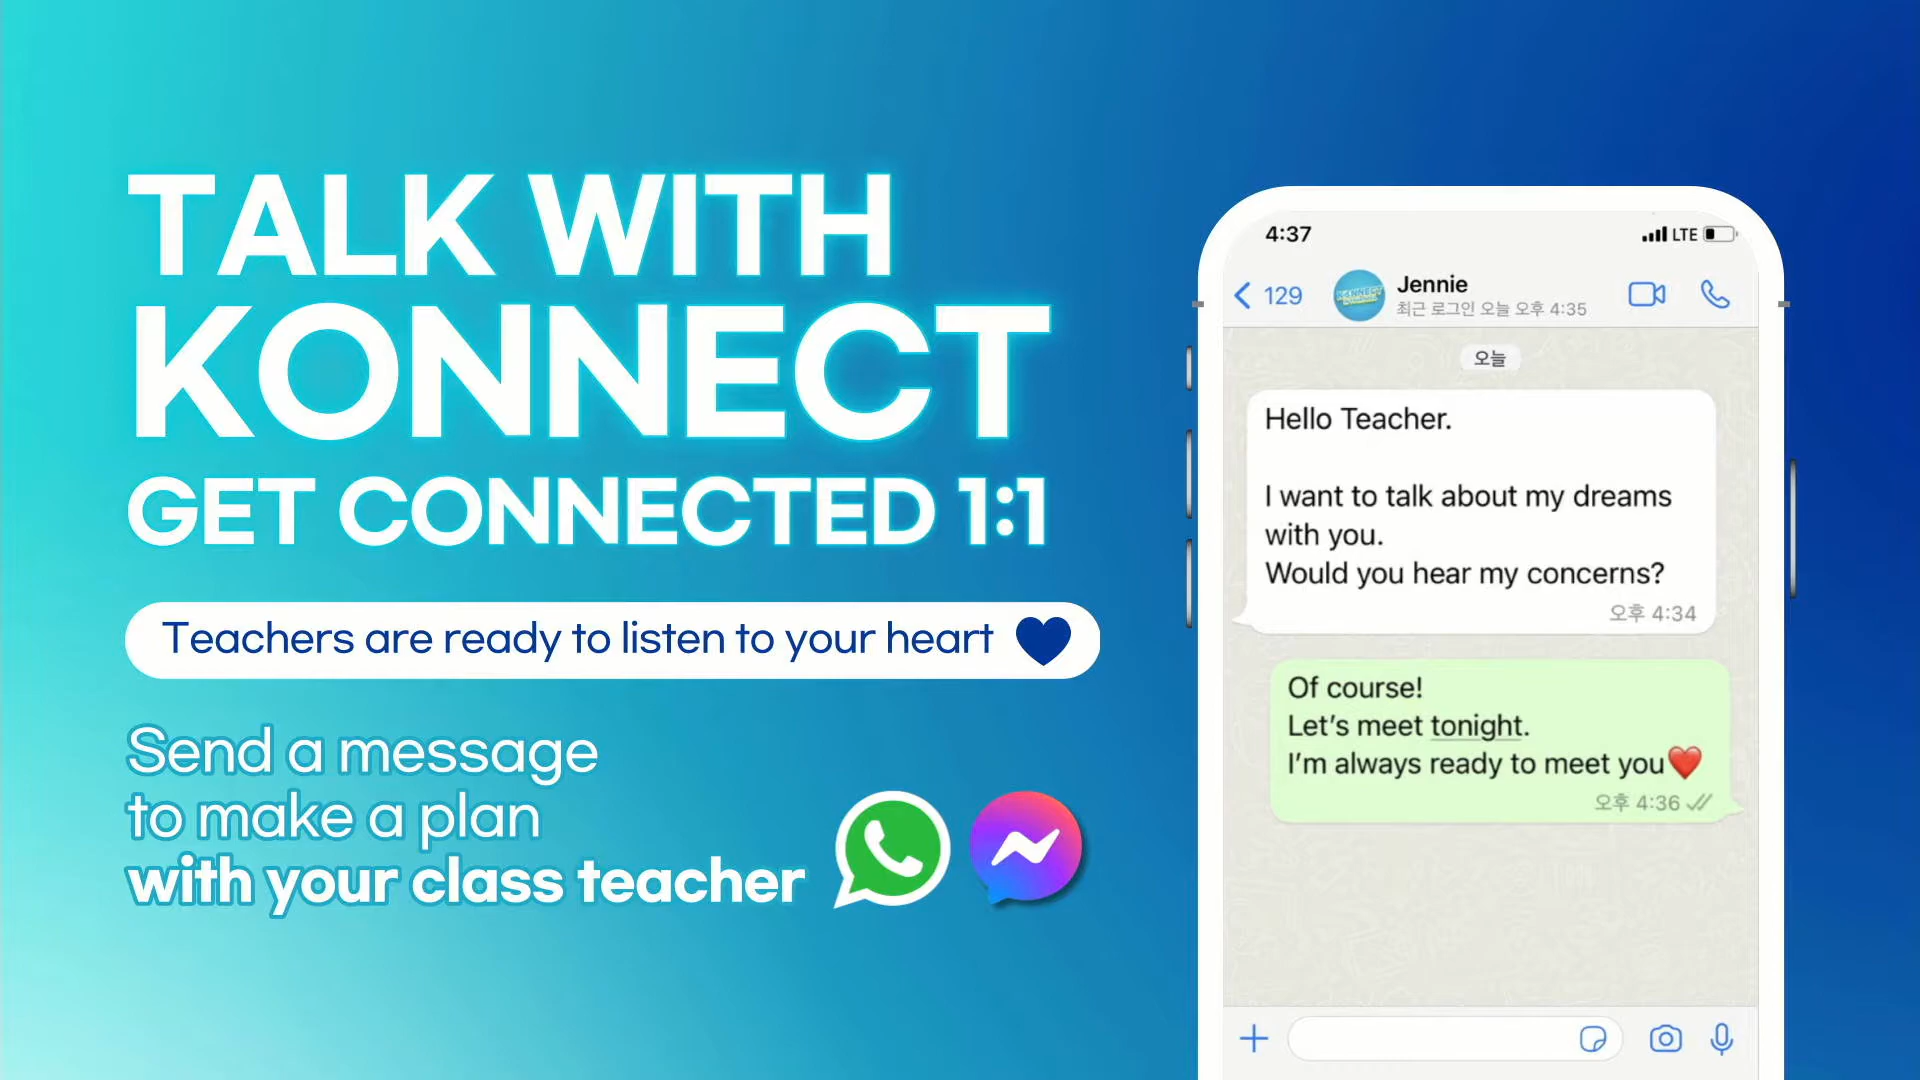 TALK WITH
KONNECT
GET CONNECTED 1:1
Teachers are ready to listen to your heart
Send a message
to make a plan
with your class teacher
4:37
LTE
129
Jennie
최근 로그인 오늘 오후 4:35
오늘
Hello Teacher.
I want to talk about my dreams
with you.
Would you hear my concerns?
오후 4:34
Of course!
Let's meet tonight.
I'm always ready to meet you
오후 4:36